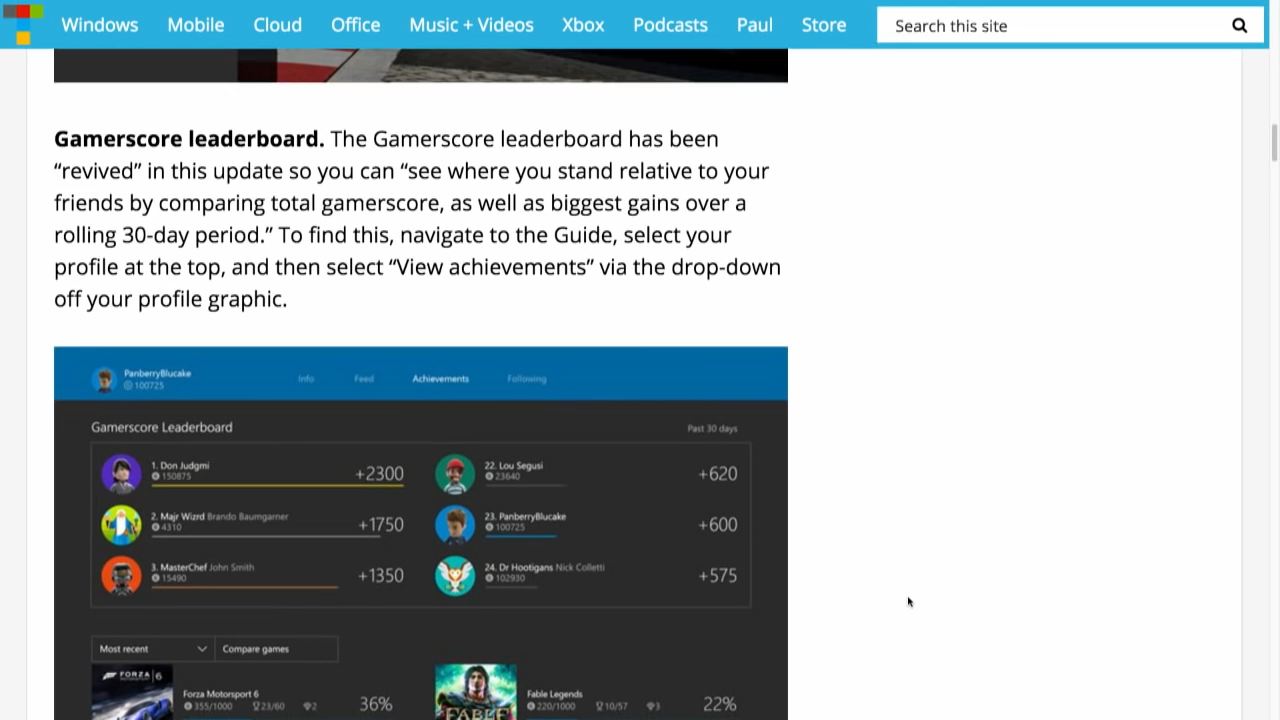 Windows Mobile Cloud Office Music + Videos Xbox Podcasts Paul Store Search this site
Gamerscore leaderboard. The Gamerscore leaderboard has been
“revived” in this update so you can “see where you stand relative to your
friends by comparing total gamerscore, as well as biggest gains over a
rolling 30-day period.” To find this, navigate to the Guide, select your
profile at the top, and then select “View achievements” via the drop-down
off your profile graphic.
PanberryBlucake
100725
Info Feed Achievements Following
Gamerscore Leaderboard Past 30 days
1. Don Judgmi
150875
+2300
22. Lou Segusi
23640
+620
2. Majr Wizrd Brando Baumgarner
4310
+1750
23. PanberryBlucake
100725
+600
3. MasterChef John Smith
15490
+1350
24. Dr Hootigans Nick Colletti
102930
+575
Most recent Compare games
FORZA 6
Forza Motorsport 6
355/1000 23/60 2
36%
FABLE
Fable Legends
220/1000 10/57 3
22%